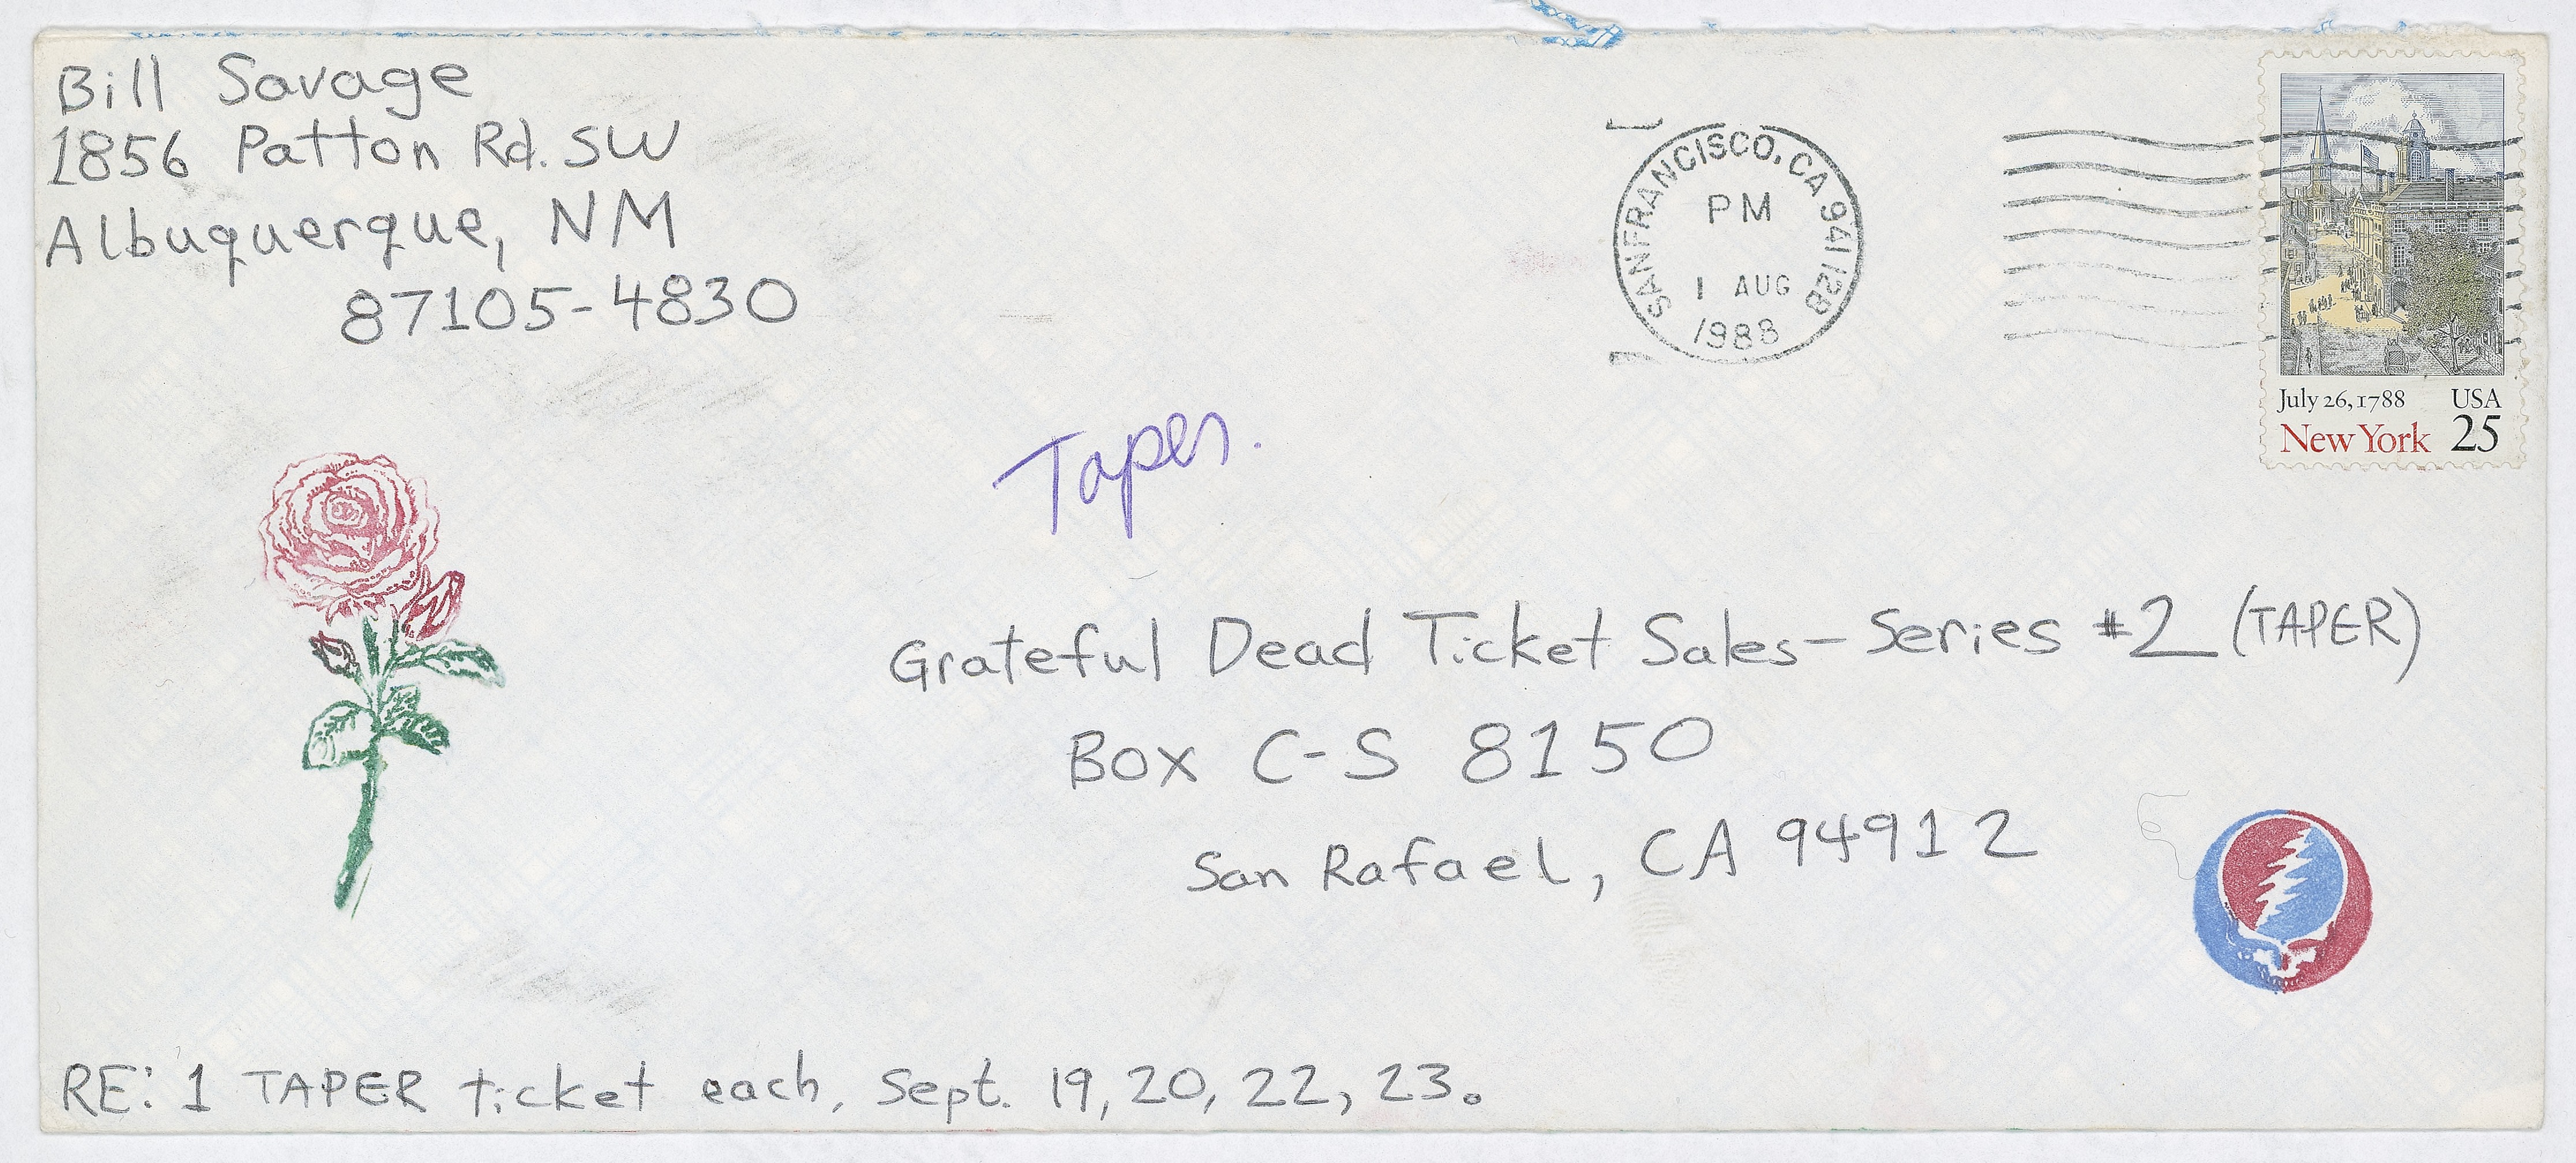 Bill Savage
1856 Patton Rd. SW
Albuquerque, NM
87105-4830
SAN FRANCISCO, CA 941 12B
PM
1 AUG
1988
July 26, 1788 USA
New York 25
Taper.
Grateful Dead Ticket Sales - Series #2 (TAPER)
Box C-S 8150
San Rafael, CA 94912
RE: 1 TAPER ticket each, Sept. 19, 20, 22, 23.